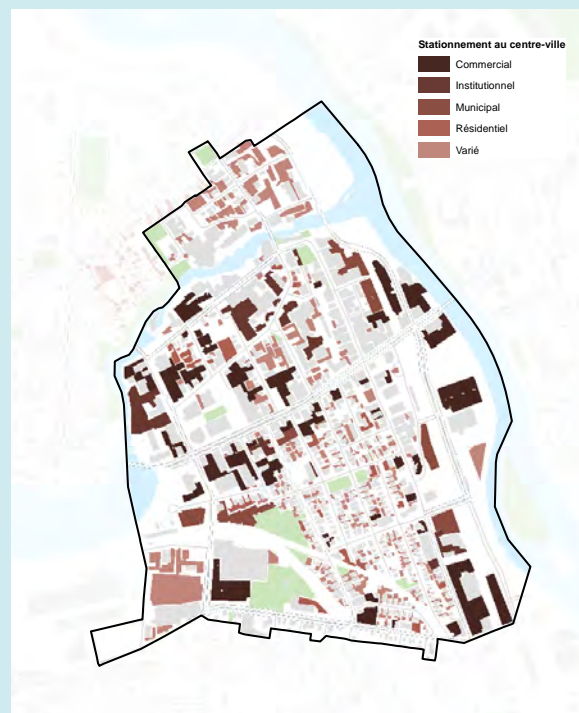 Stationnement au centre-ville
Commercial
Institutionnel
Municipal
Résidentiel
Varié